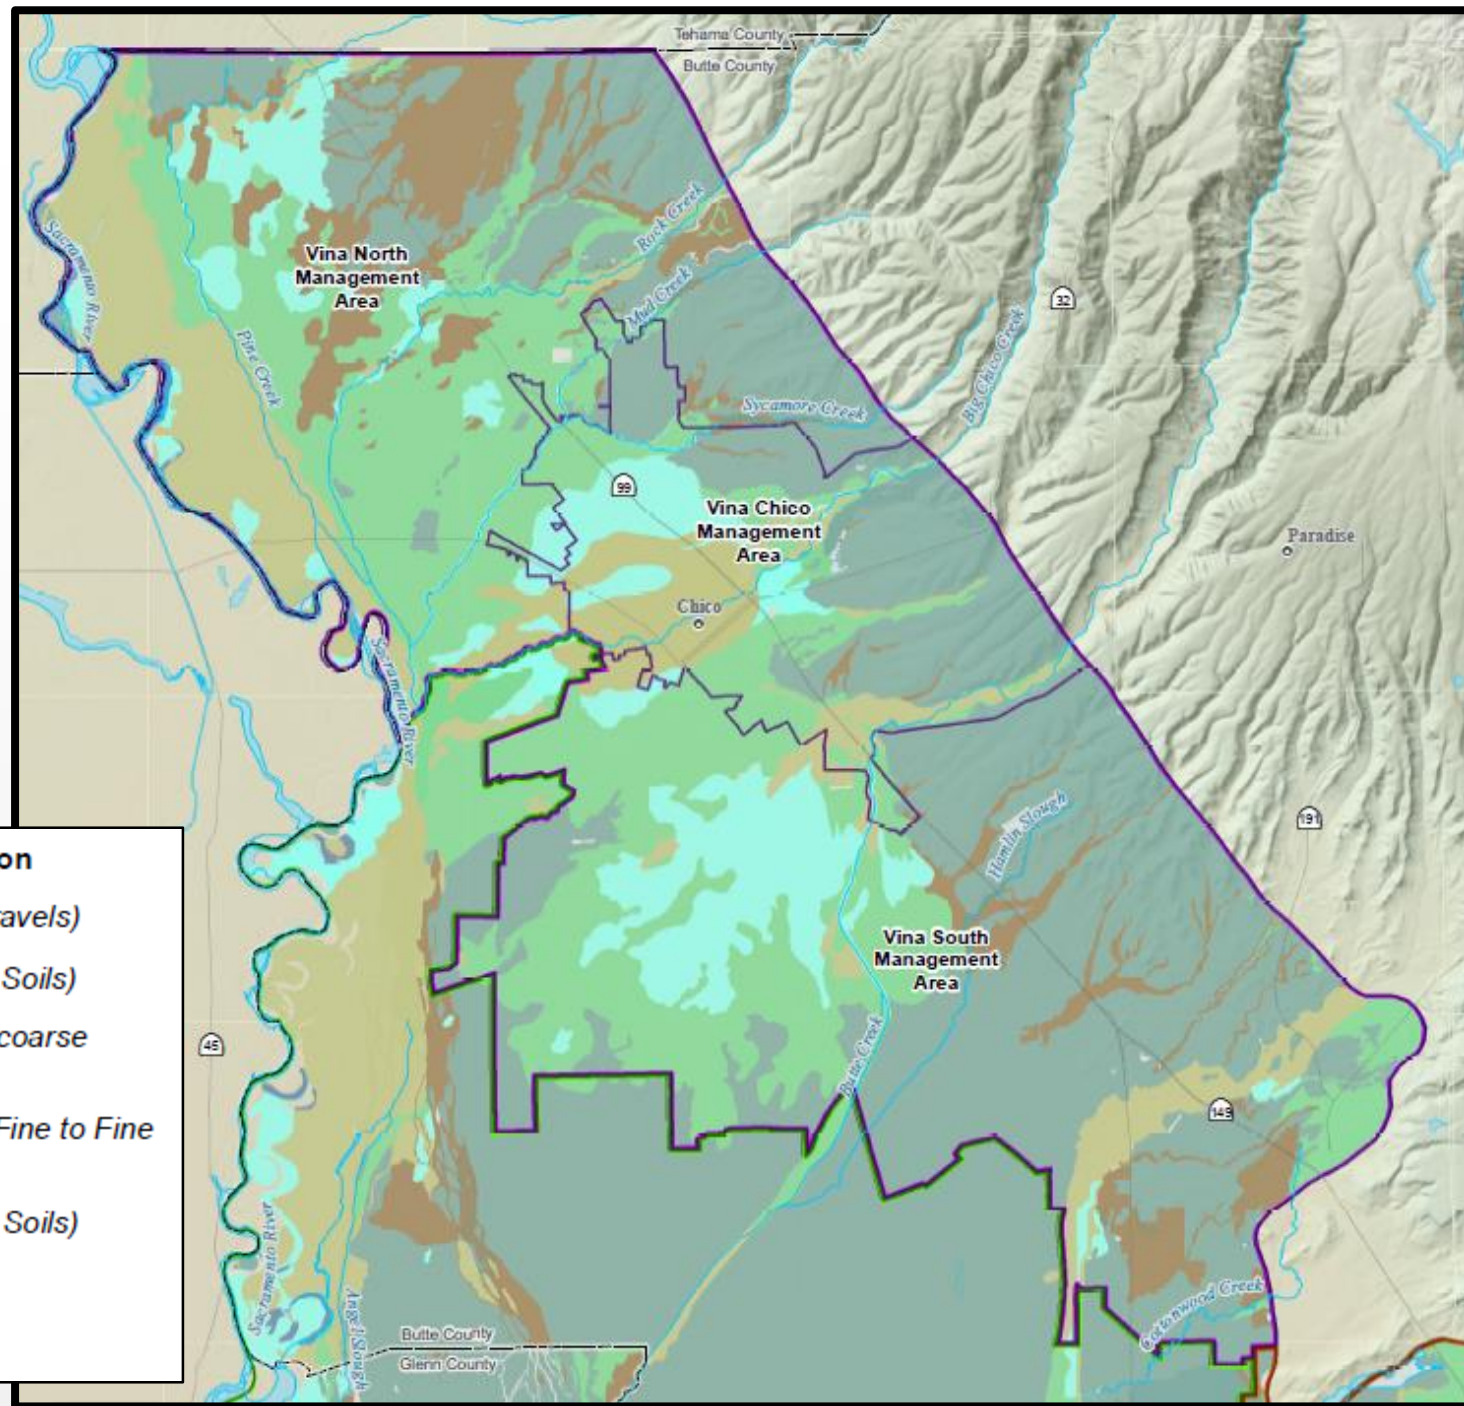 Tehama County
Butte County
Rock Creek
Vina North
Management
Area
Sacramento River
Mud Creek
32
Pine Creek
Big Chico Creek
Sycamore Creek
99
Vina Chico
Management
Area
Paradise
Chico
Sacramento River
Hamlin Slough
191
on
ravels)
Soils)
coarse
Fine to Fine
Soils)
Vina South
Management
Area
45
Butte Creek
149
Sacramento River
Angel Slough
Cottonwood Creek
Butte County
Glenn County